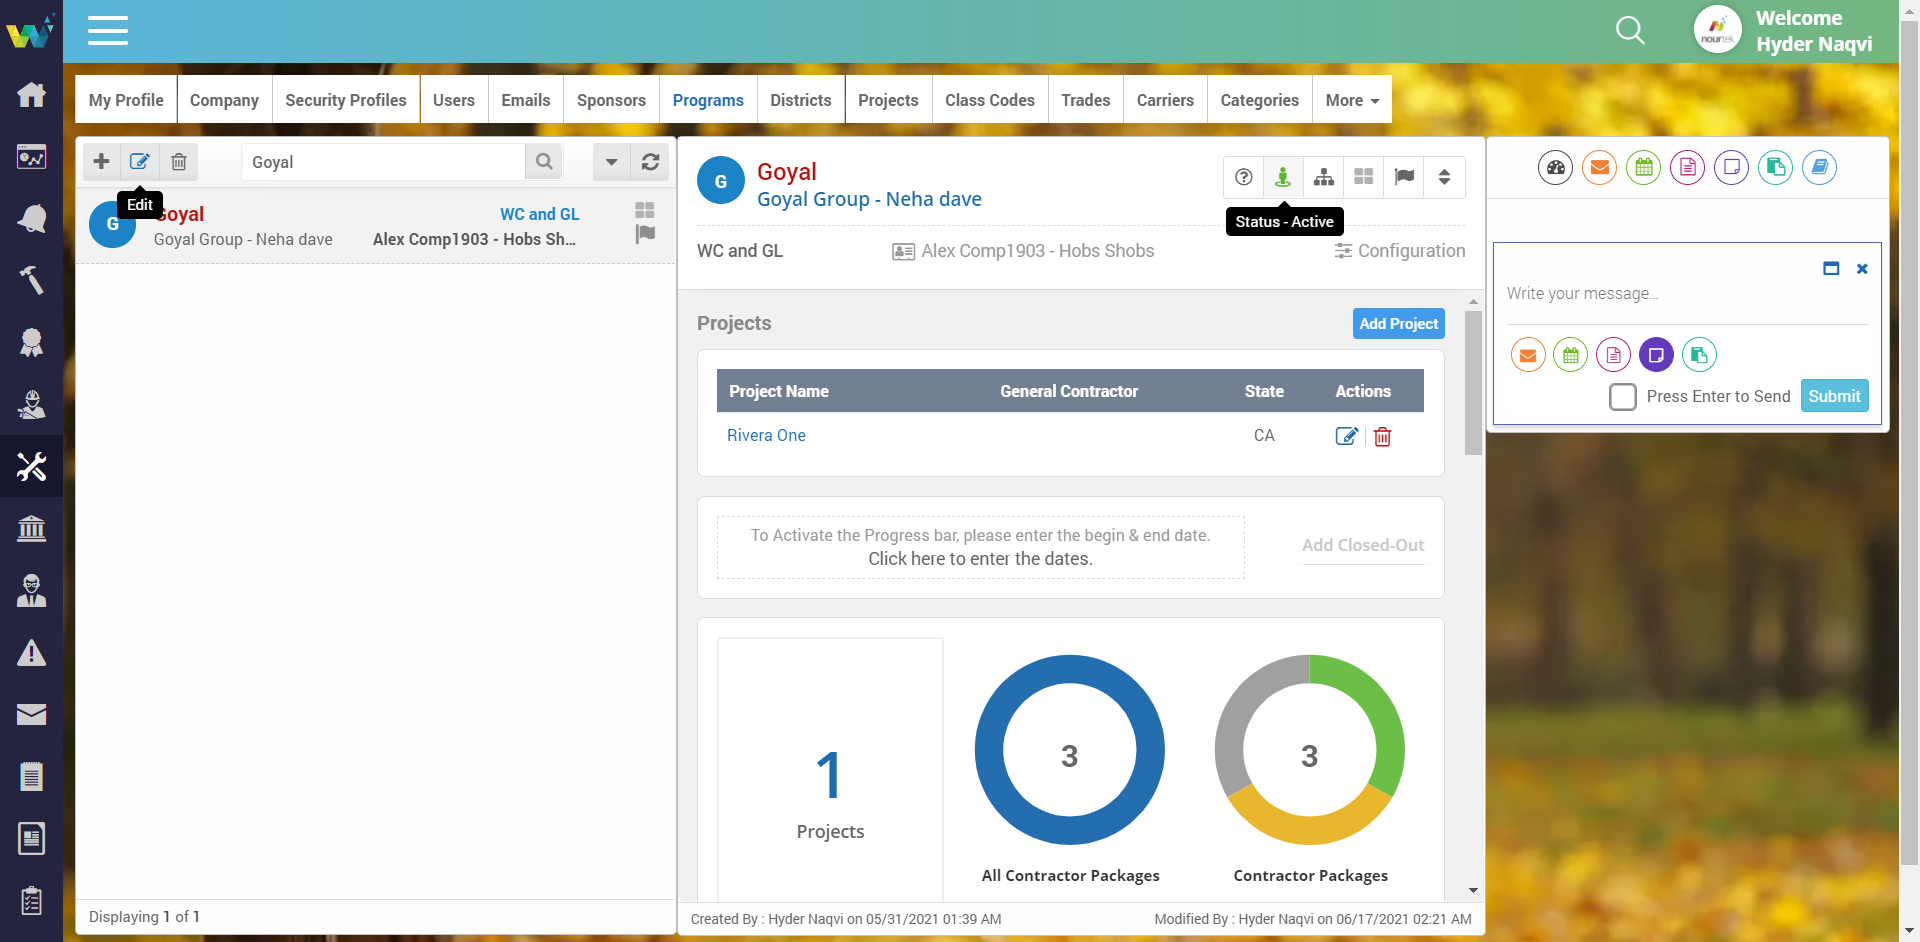 nourtek
Welcome
Hyder Naqvi
My Profile
Company
Security Profiles
Users
Emails
Sponsors
Programs
Districts
Projects
Class Codes
Trades
Carriers
Categories
More
Goyal
Edit
G
Goyal
WC and GL
Goyal Group - Neha dave
Alex Comp1903 - Hobs Sh...
Displaying 1 of 1
G
Goyal
Goyal Group - Neha dave
Status - Active
WC and GL
Alex Comp1903 - Hobs Shobs
Configuration
Projects
Add Project
Project Name
General Contractor
State
Actions
Rivera One
CA
To Activate the Progress bar, please enter the begin & end date.
Click here to enter the dates.
Add Closed-Out
1
Projects
3
All Contractor Packages
3
Contractor Packages
Created By : Hyder Naqvi on 05/31/2021 01:39 AM
Modified By : Hyder Naqvi on 06/17/2021 02:21 AM
Write your message...
Press Enter to Send
Submit